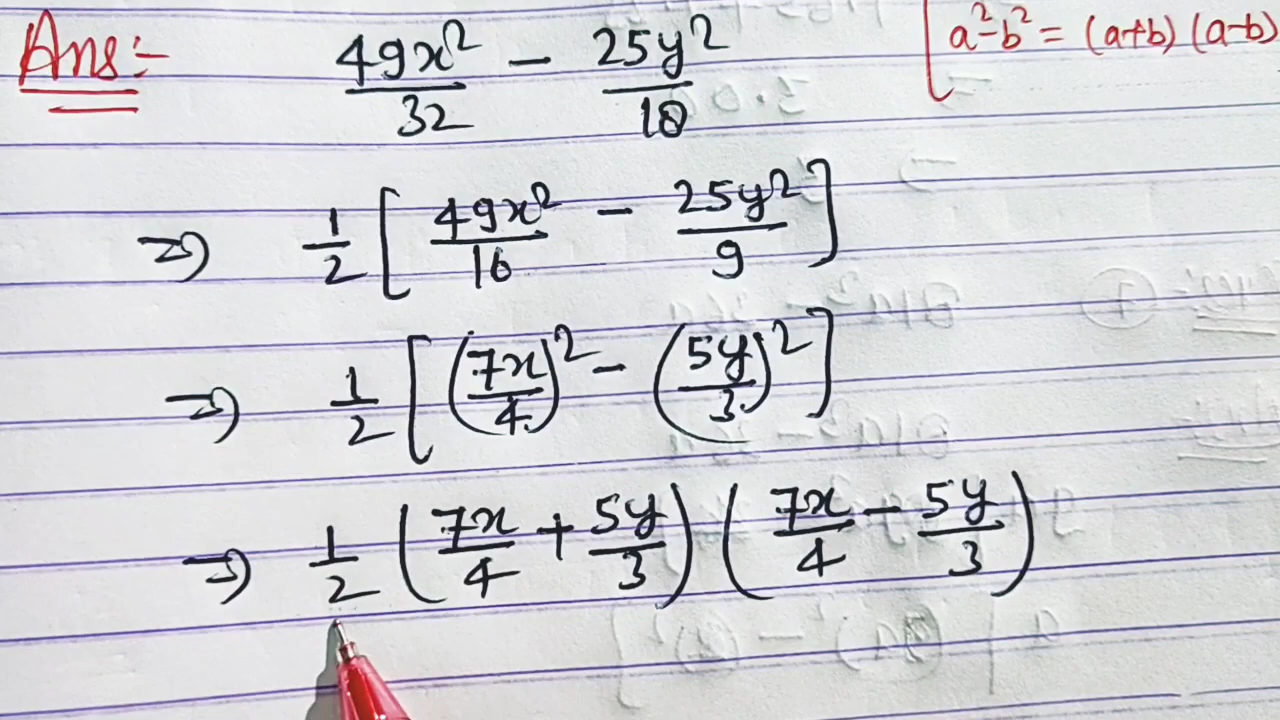 Ans:- 49x²/32 - 25y²/18 [ a²-b² = (a+b) (a-b)
⇒ 1/2 [ 49x²/16 - 25y²/9 ]
⇒ 1/2 [ (7x/4)² - (5y/3)² ]
⇒ 1/2 (7x/4 + 5y/3) (7x/4 - 5y/3)